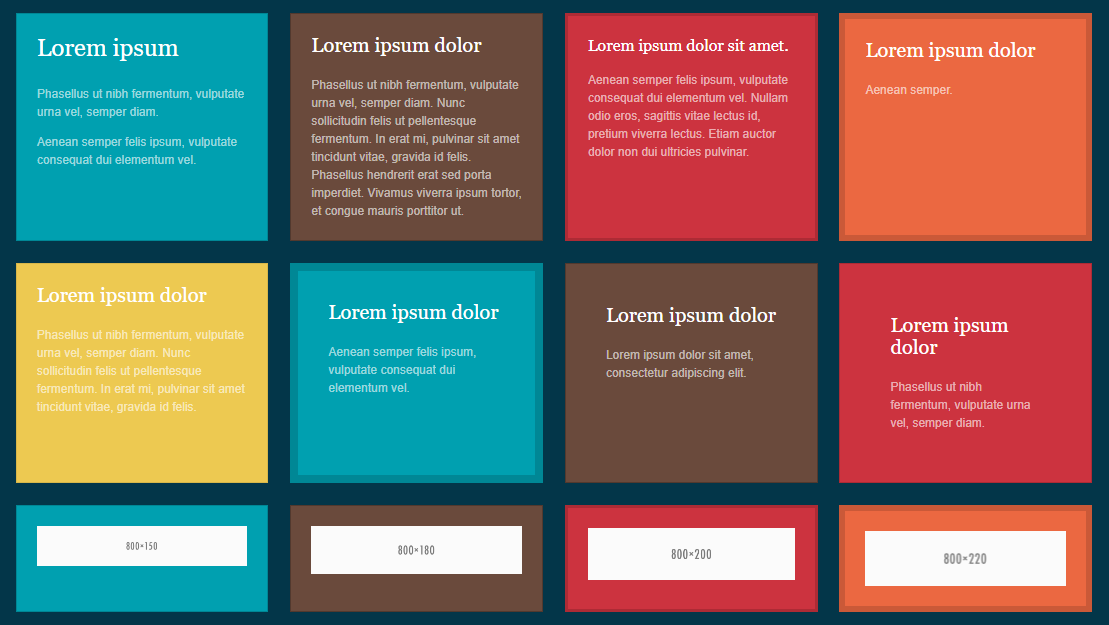 Lorem ipsum
Phasellus ut nibh fermentum, vulputate
urna vel, semper diam.
Aenean semper felis ipsum, vulputate
consequat dui elementum vel.
Lorem ipsum dolor
Phasellus ut nibh fermentum, vulputate
urna vel, semper diam. Nunc
sollicitudin felis ut pellentesque
fermentum. In erat mi, pulvinar sit amet
tincidunt vitae, gravida id felis.
Phasellus hendrerit erat sed porta
imperdiet. Vivamus viverra ipsum tortor,
et congue mauris porttitor ut.
Lorem ipsum dolor sit amet.
Aenean semper felis ipsum, vulputate
consequat dui elementum vel. Nullam
odio eros, sagittis vitae lectus id,
pretium viverra lectus. Etiam auctor
dolor non dui ultricies pulvinar.
Lorem ipsum dolor
Aenean semper.
Lorem ipsum dolor
Phasellus ut nibh fermentum, vulputate
urna vel, semper diam. Nunc
sollicitudin felis ut pellentesque
fermentum. In erat mi, pulvinar sit amet
tincidunt vitae, gravida id felis.
Lorem ipsum dolor
Aenean semper felis ipsum,
vulputate consequat dui
elementum vel.
Lorem ipsum dolor
Lorem ipsum dolor sit amet,
consectetur adipiscing elit.
Lorem ipsum
dolor
Phasellus ut nibh
fermentum, vulputate urna
vel, semper diam.
800×150
800×180
800×200
800×220